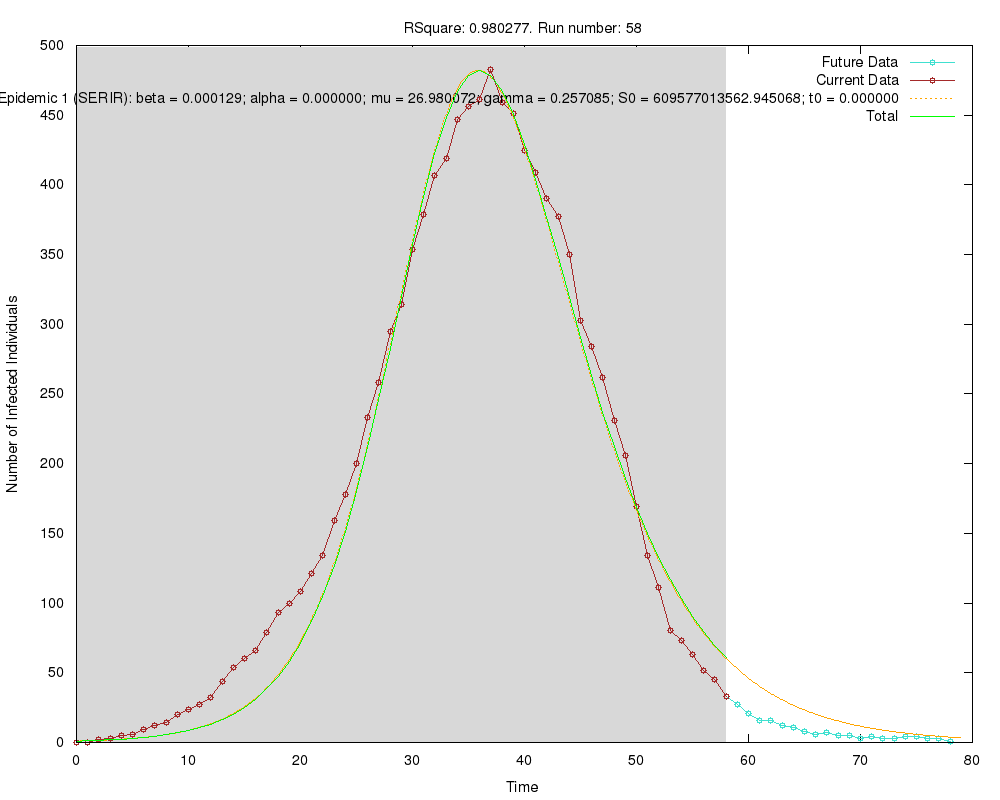 RSquare: 0.980277. Run number: 58
500
450
400
350
300
250
200
150
100
50
0
Number of Infected Individuals
Future Data
Current Data
Epidemic 1 (SERIR): beta = 0.000129; alpha = 0.000000; mu = 26.980072; gamma = 0.257085; S0 = 609577013562.945068; t0 = 0.000000
Total
0 10 20 30 40 50 60 70 80
Time